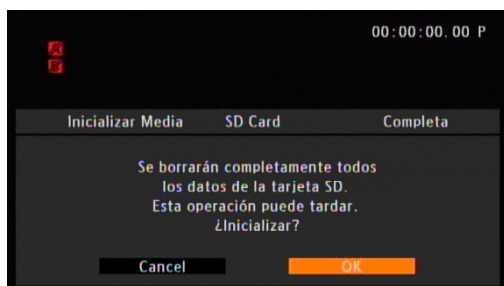 00:00:00.00 P
A
B
Inicializar Media SD Card Completa
Se borrarán completamente todos
los datos de la tarjeta SD.
Esta operación puede tardar.
¿Inicializar?
Cancel OK